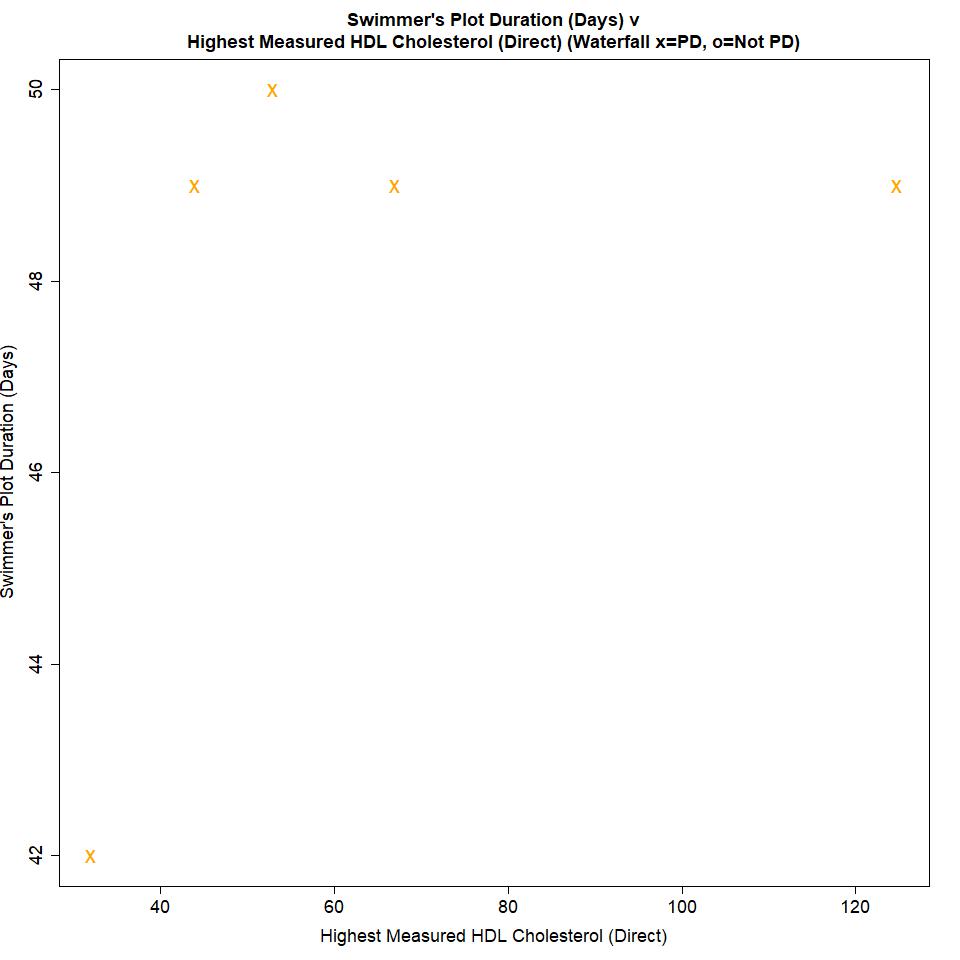 Swimmer's Plot Duration (Days) v
Highest Measured HDL Cholesterol (Direct) (Waterfall x=PD, o=Not PD)
Swimmer's Plot Duration (Days)
50
48
46
44
42
X
X
X
X
X
40
60
80
100
120
Highest Measured HDL Cholesterol (Direct)